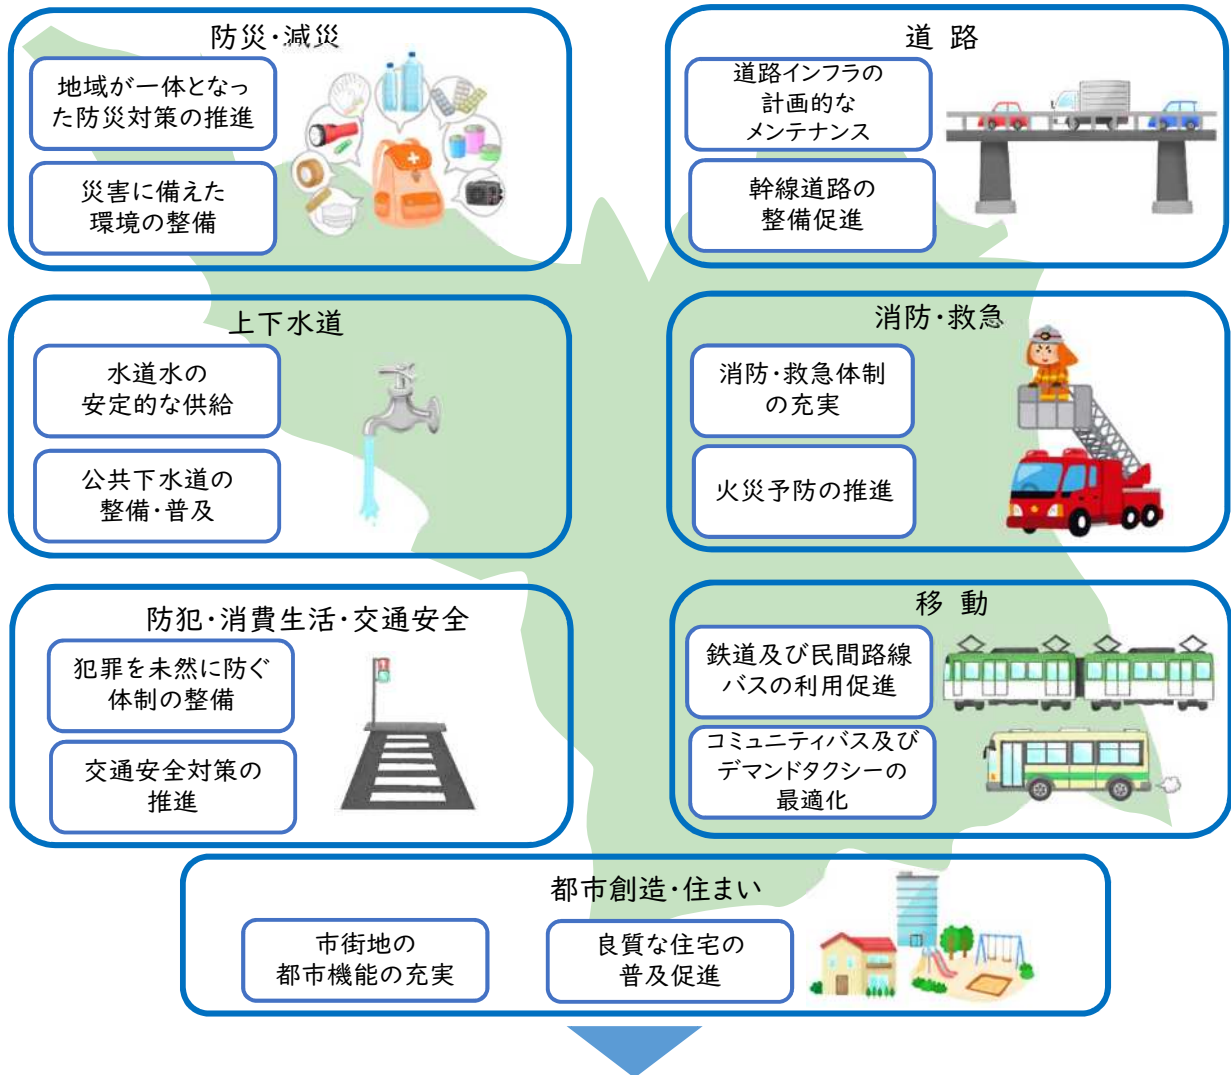 防災・減災
地域が一体となっ
た防災対策の推進
災害に備えた
環境の整備
道 路
道路インフラの
計画的な
メンテナンス
幹線道路の
整備促進
上下水道
水道水の
安定的な供給
公共下水道の
整備・普及
消防・救急
消防・救急体制
の充実
火災予防の推進
防犯・消費生活・交通安全
犯罪を未然に防ぐ
体制の整備
交通安全対策の
推進
移 動
鉄道及び民間路線
バスの利用促進
コミュニティバス及び
デマンドタクシーの
最適化
都市創造・住まい
市街地の
都市機能の充実
良質な住宅の
普及促進